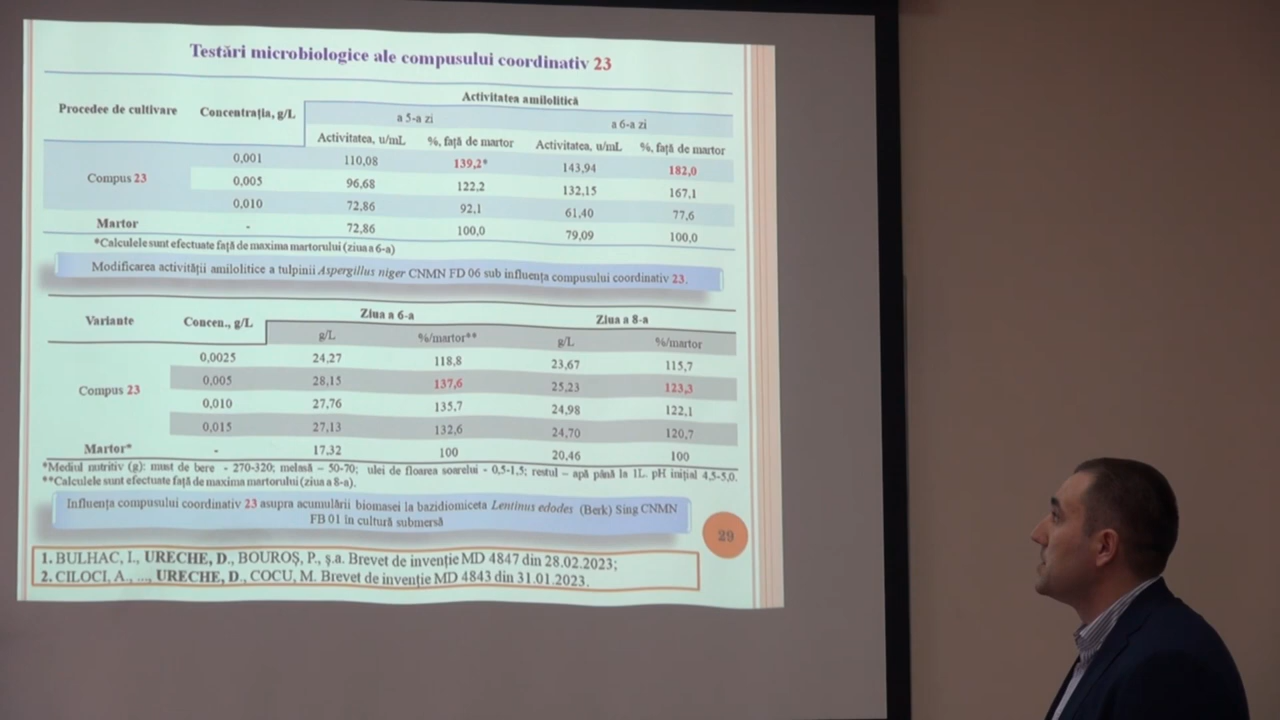 Testări microbiologice ale compusului coordinativ 23
Procedee de cultivare Concentrația, g/L Activitatea amilolitică
a 5-a zi a 6-a zi
Activitatea, u/mL %, față de martor Activitatea, u/mL %, față de martor
Compus 23
0,001 110,08 139,2* 143,94 182,0
0,005 96,68 122,2 132,15 167,1
0,010 72,86 92,1 61,40 77,6
Martor - 72,86 100,0 79,09 100,0
*Calculele sunt efectuate față de maxima martorului (ziua a 6-a)
Modificarea activității amilolitice a tulpinii Aspergillus niger CNMN FD 06 sub influența compusului coordinativ 23.
Variante Concen., g/L Ziua a 6-a Ziua a 8-a
g/L %/martor** g/L %/martor
Compus 23
0,0025 24,27 118,8 23,67 115,7
0,005 28,15 137,6 25,23 123,3
0,010 27,76 135,7 24,98 122,1
0,015 27,13 132,6 24,70 120,7
Martor* - 17,32 100 20,46 100
*Mediul nutritiv (g): must de bere - 270-320; melasă – 50-70; ulei de floarea soarelui - 0,5-1,5; restul – apă până la 1L. pH inițial 4,5-5,0.
**Calculele sunt efectuate față de maxima martorului (ziua a 8-a).
Influența compusului coordinativ 23 asupra acumulării biomasei la bazidiomiceta Lentinus edodes (Berk) Sing CNMN
FB 01 în cultură submersă
29
1. BULHAC, I., URECHE, D., BOUROȘ, P., ș.a. Brevet de invenție MD 4847 din 28.02.2023;
2. CILOCI, A., ..., URECHE, D., COCU, M. Brevet de invenție MD 4843 din 31.01.2023.